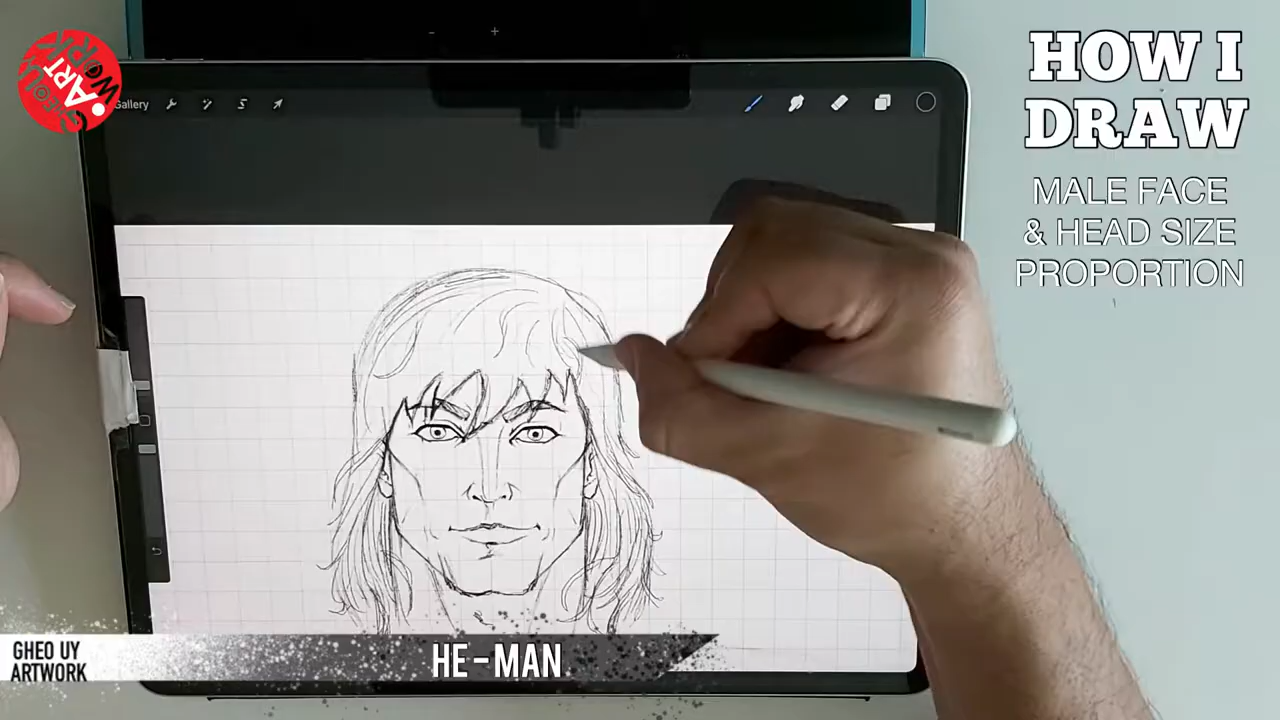 HOW I
DRAW
MALE FACE
& HEAD SIZE
PROPORTION
Gallery
GHEO UY
ARTWORK
HE-MAN